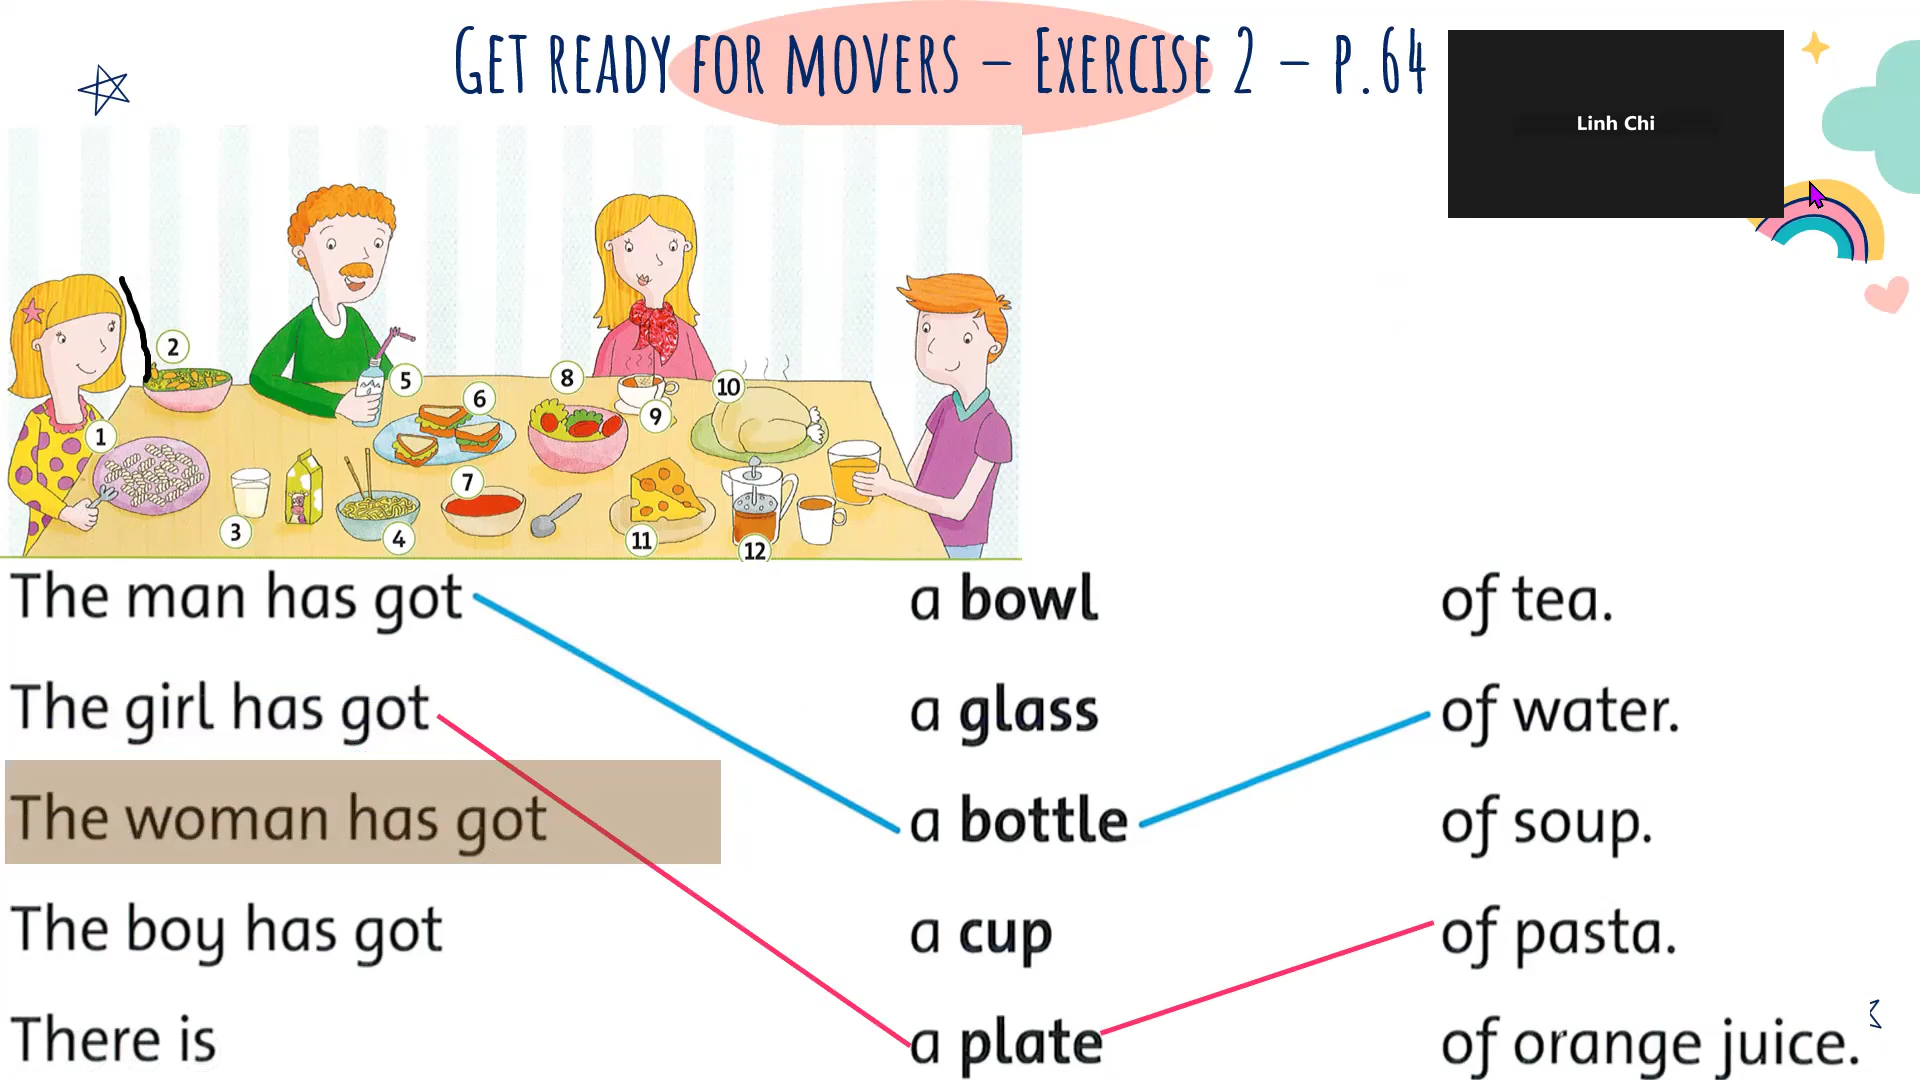 GET READY FOR MOVERS – EXERCISE 2 – P.64
Linh Chi
2
5
6
8
9
10
1
7
3
4
11
12
The man has got
a bowl
of tea.
The girl has got
a glass
of water.
The woman has got
a bottle
of soup.
The boy has got
a cup
of pasta.
There is
a plate
of orange juice.